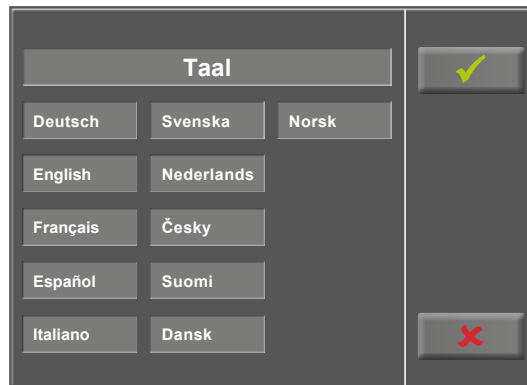 Taal
Deutsch Svenska Norsk
English Nederlands
Français Česky
Español Suomi
Italiano Dansk